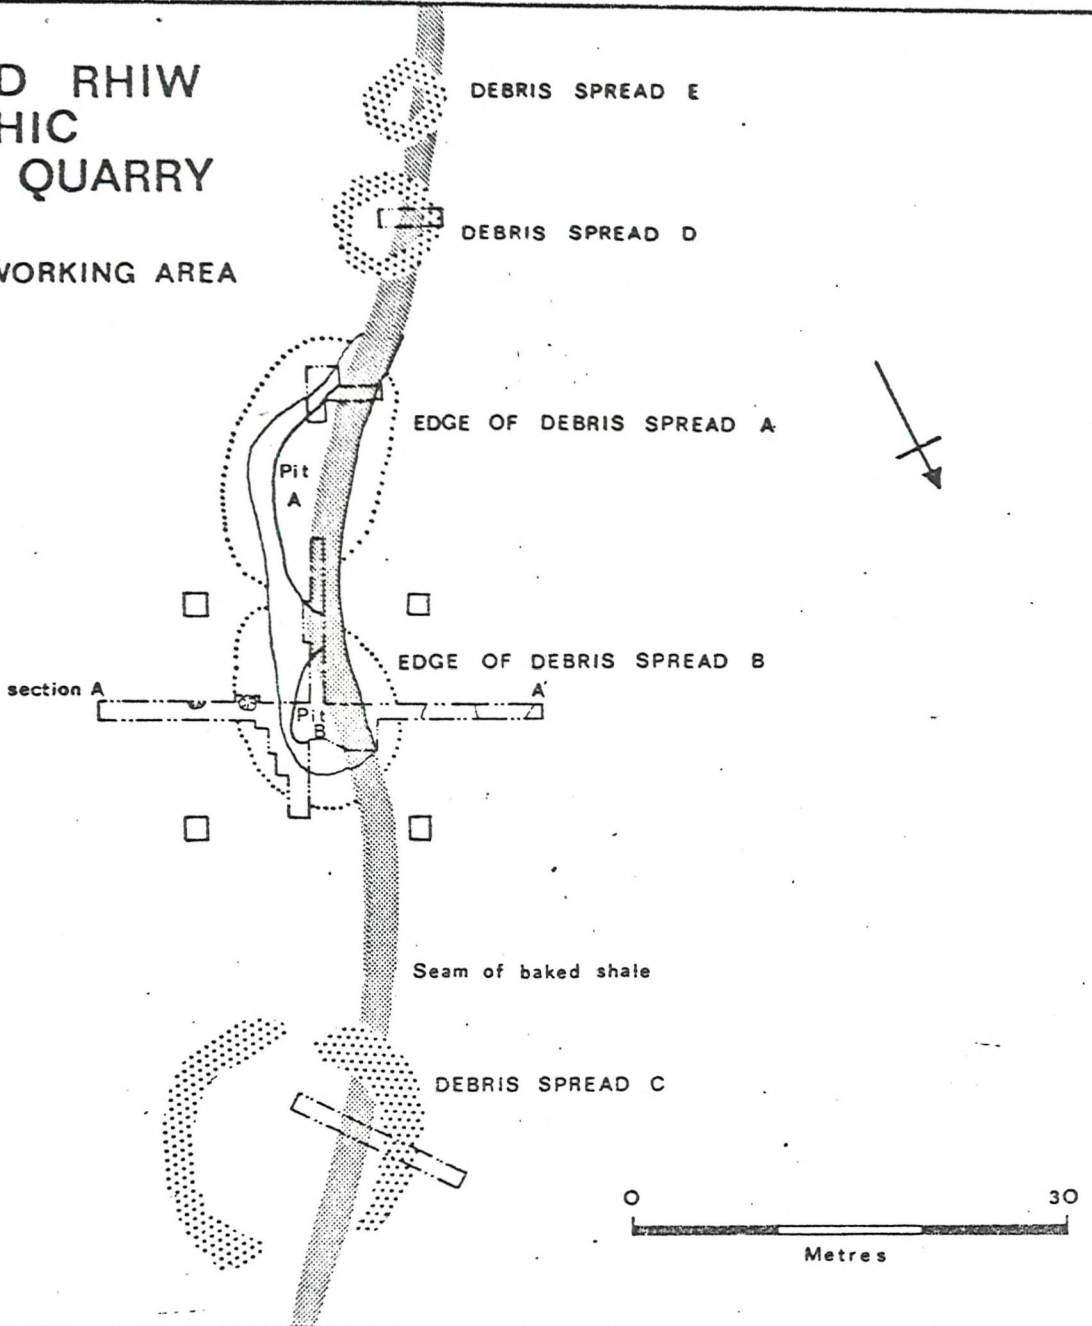 D RHIW
HIC
QUARRY
WORKING AREA
DEBRIS SPREAD E
DEBRIS SPREAD D
EDGE OF DEBRIS SPREAD A
Pit
A
EDGE OF DEBRIS SPREAD B
section A
A'
Pit
B
Seam of baked shale
DEBRIS SPREAD C
0 30
Metres